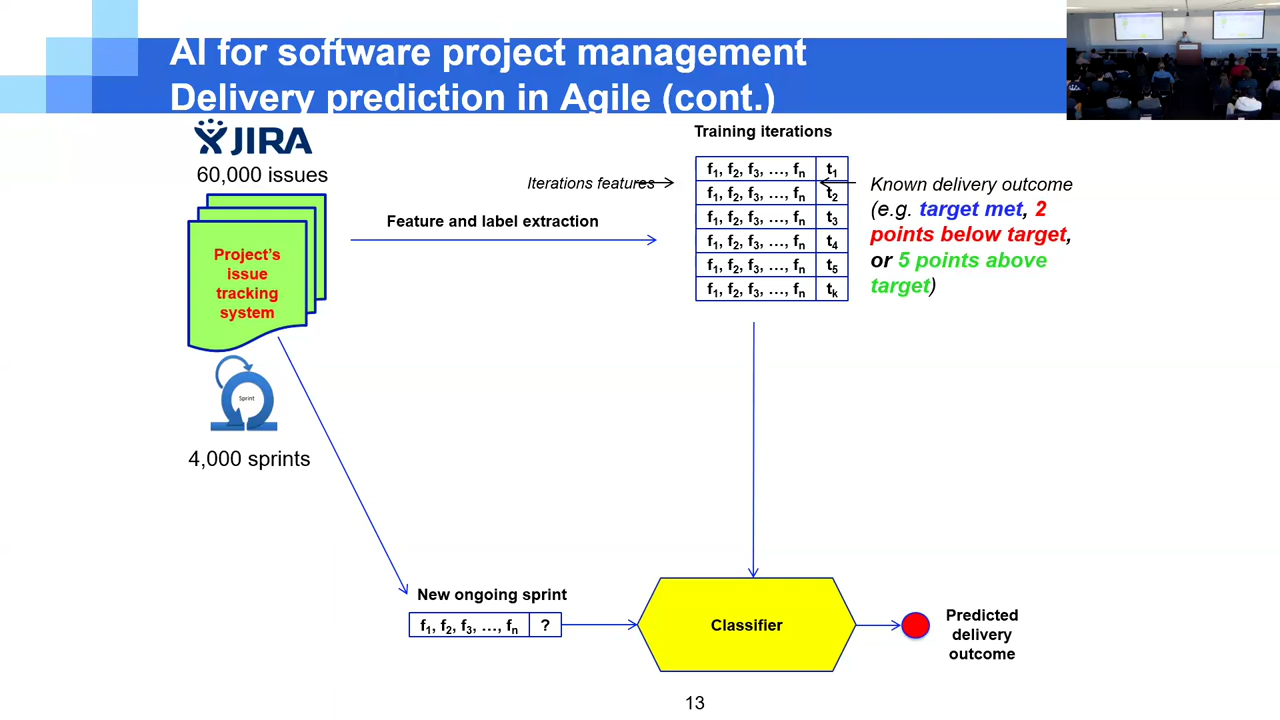 AI for software project management
Delivery prediction in Agile (cont.)
JIRA
60,000 issues
Project's
issue
tracking
system
Sprint
4,000 sprints
Feature and label extraction
Iterations features
Training iterations
f1, f2, f3, …, fn t1
f1, f2, f3, …, fn t2
f1, f2, f3, …, fn t3
f1, f2, f3, …, fn t4
f1, f2, f3, …, fn t5
f1, f2, f3, …, fn tk
Known delivery outcome
(e.g. target met, 2
points below target,
or 5 points above
target)
New ongoing sprint
f1, f2, f3, …, fn ?
Classifier
Predicted
delivery
outcome
13